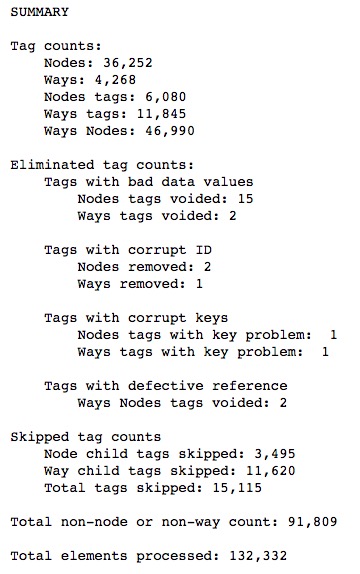 SUMMARY
Tag counts:
Nodes: 36,252
Ways: 4,268
Nodes tags: 6,080
Ways tags: 11,845
Ways Nodes: 46,990
Eliminated tag counts:
Tags with bad data values
Nodes tags voided: 15
Ways tags voided: 2
Tags with corrupt ID
Nodes removed: 2
Ways removed: 1
Tags with corrupt keys
Nodes tags with key problem:  1
Ways tags with key problem:  1
Tags with defective reference
Ways Nodes tags voided: 2
Skipped tag counts
Node child tags skipped: 3,495
Way child tags skipped: 11,620
Total tags skipped: 15,115
Total non-node or non-way count: 91,809
Total elements processed: 132,332